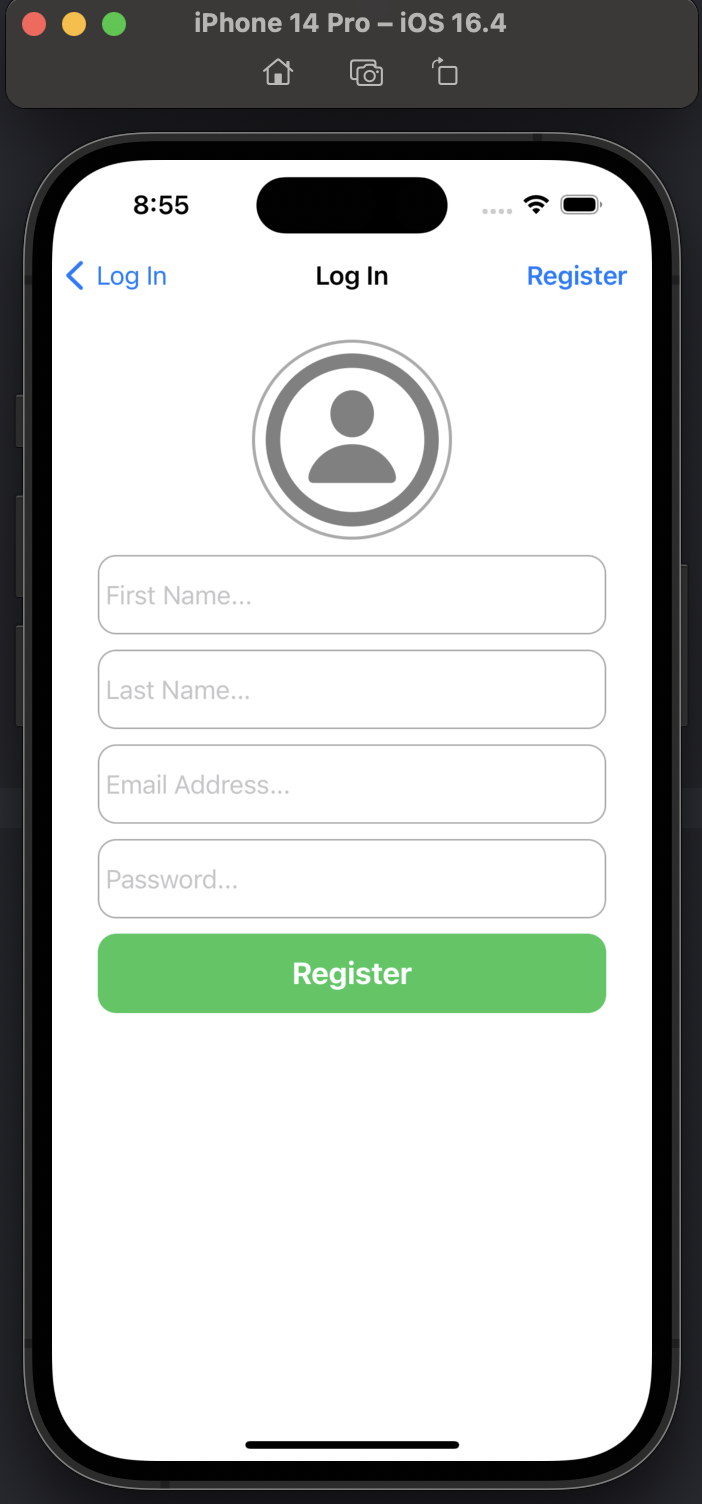 iPhone 14 Pro – iOS 16.4
8:55
Log In Log In Register
First Name...
Last Name...
Email Address...
Password...
Register